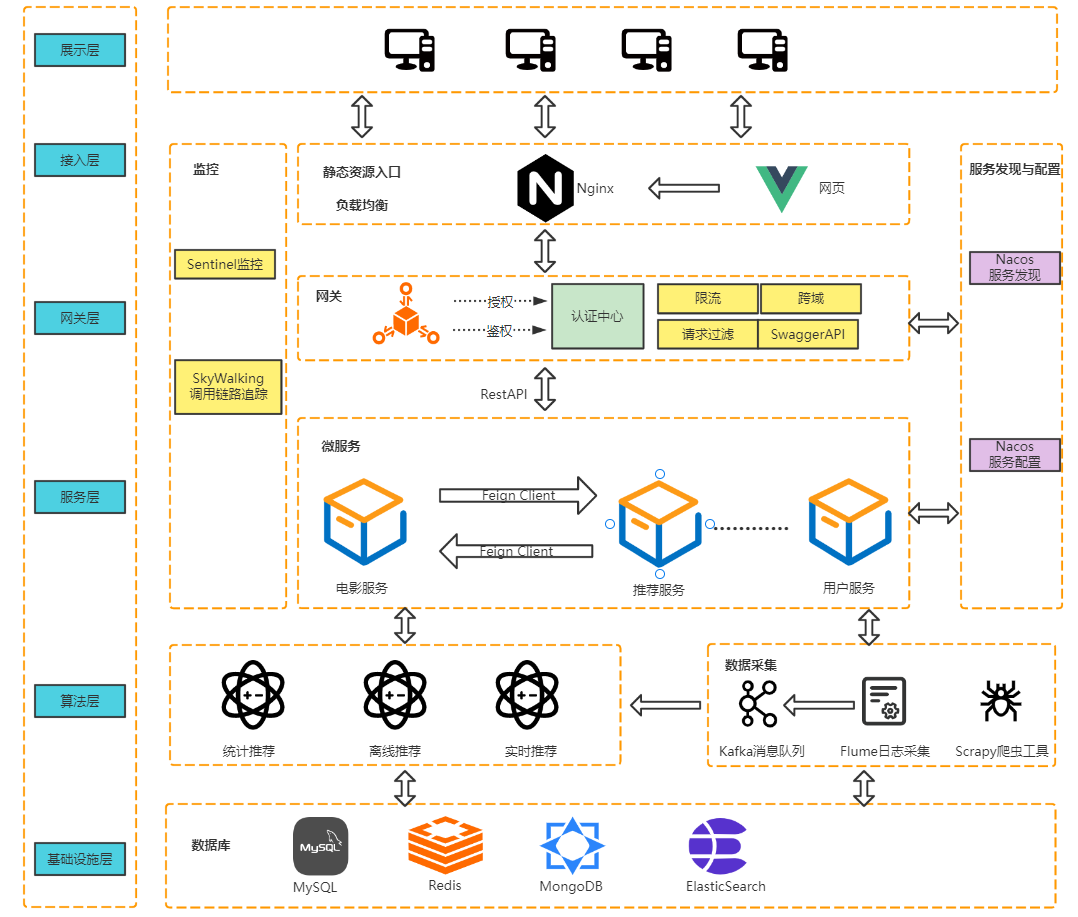 展示层
接入层
网关层
服务层
算法层
基础设施层
监控
Sentinel监控
SkyWalking
调用链路追踪
静态资源入口
负载均衡
N
Nginx
网页
网关
授权
鉴权
认证中心
限流
跨域
请求过滤
SwaggerAPI
RestAPI
微服务
Feign Client
Feign Client
电影服务
推荐服务
用户服务
服务发现与配置
Nacos
服务发现
Nacos
服务配置
统计推荐
离线推荐
实时推荐
数据采集
Kafka消息队列
Flume日志采集
Scrapy爬虫工具
数据库
MySQL
MySQL
Redis
MongoDB
ElasticSearch